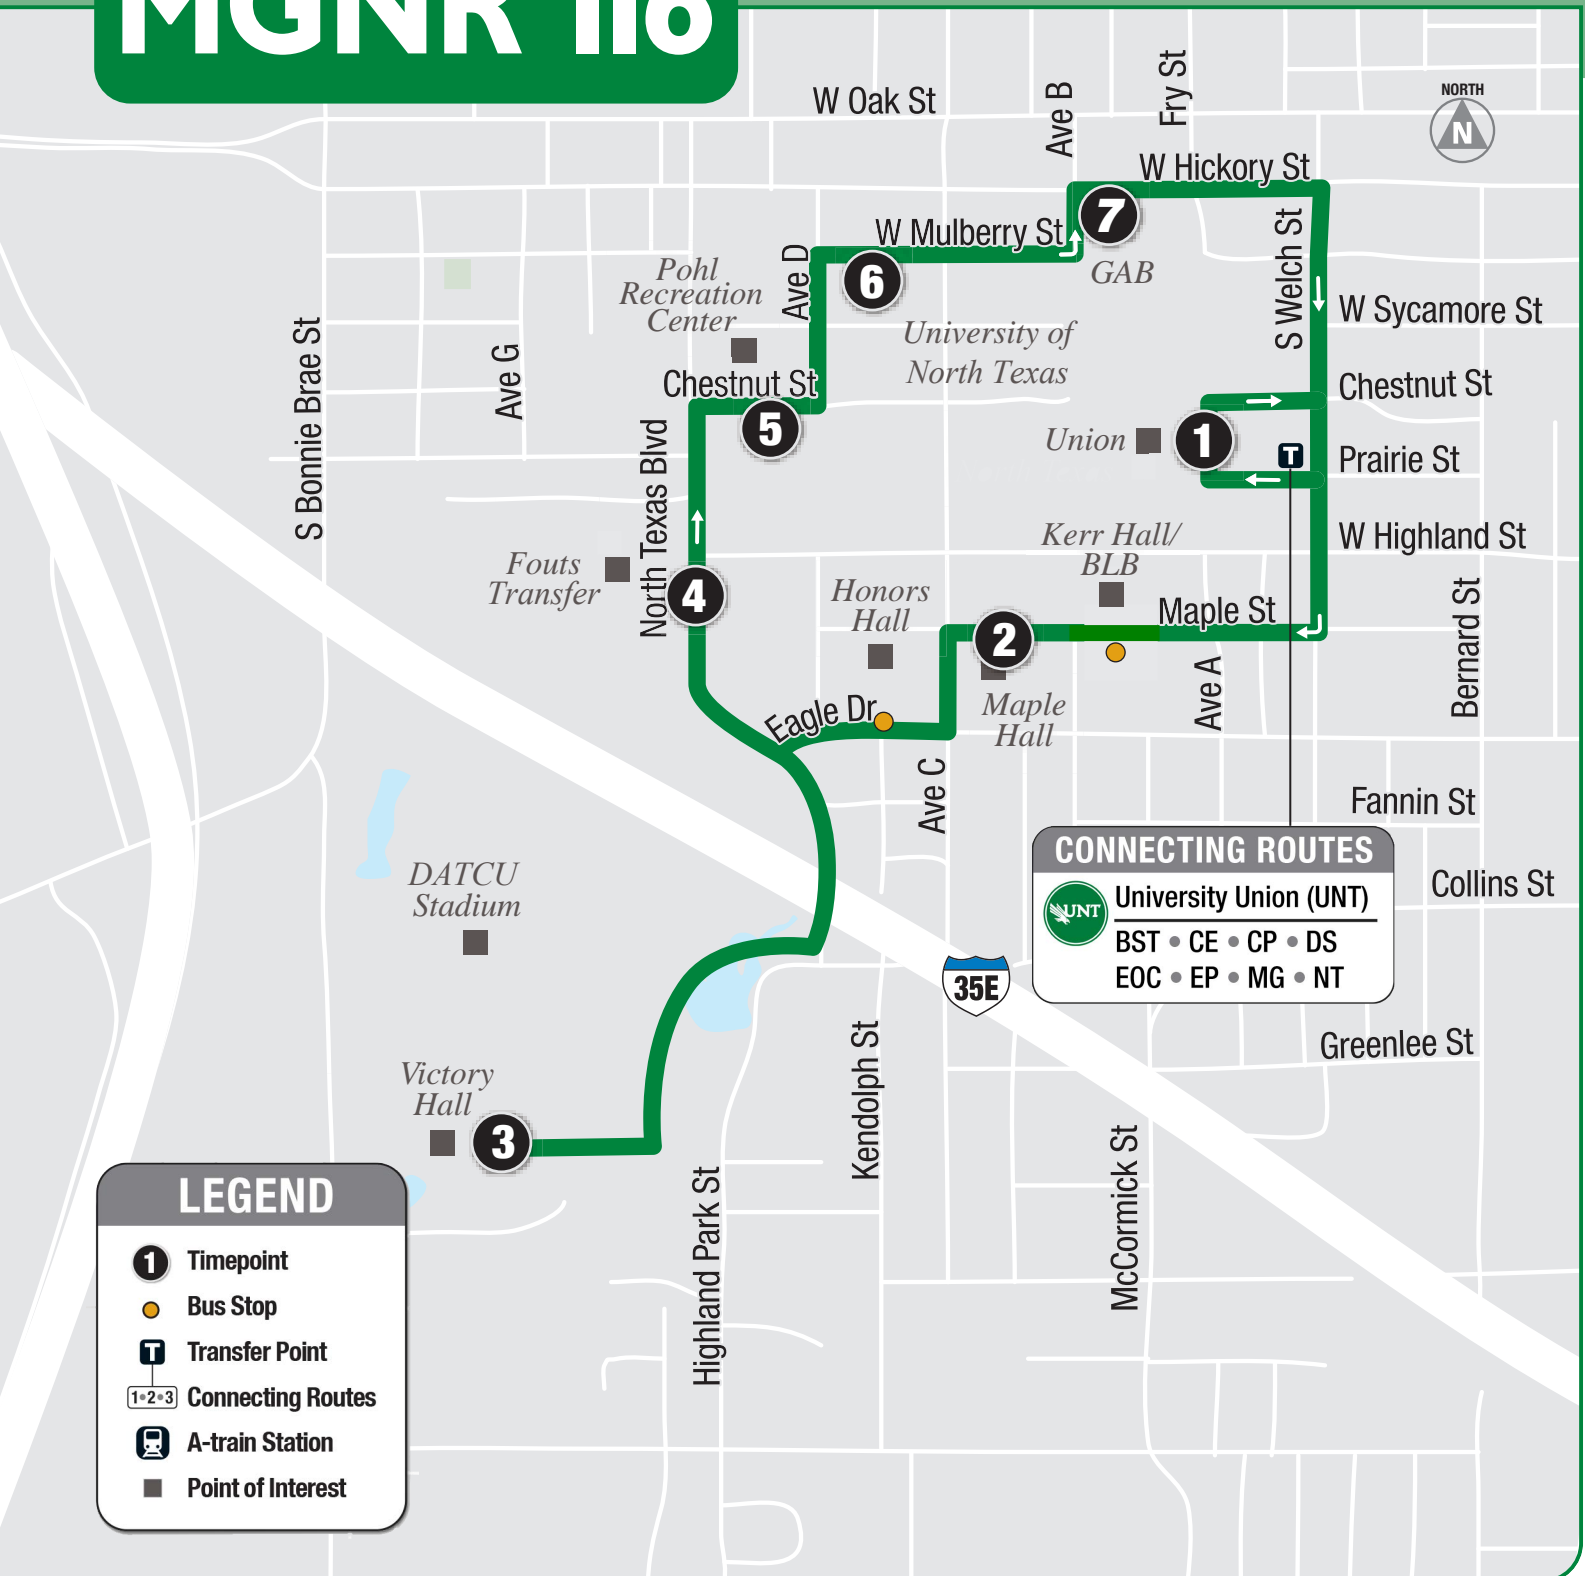 MGNR 116
W Oak St
Ave B
Fry St
NORTH
N
W Hickory St
7
W Mulberry St
GAB
S Welch St
Ave D
6
Pohl
Recreation
Center
University of
North Texas
W Sycamore St
S Bonnie Brae St
Ave G
Chestnut St
5
Chestnut St
North Texas Blvd
Union
1
T
Prairie St
Kerr Hall/
BLB
W Highland St
Fouts
Transfer
4
Honors
Hall
2
Maple St
Bernard St
Ave A
Maple
Hall
Eagle Dr
Ave C
Fannin St
DATCU
Stadium
CONNECTING ROUTES
UNT
University Union (UNT)
BST • CE • CP • DS
EOC • EP • MG • NT
Collins St
35E
Kendolph St
Greenlee St
Victory
Hall
3
Highland Park St
McCormick St
LEGEND
1 Timepoint
Bus Stop
T Transfer Point
1•2•3 Connecting Routes
A-train Station
Point of Interest